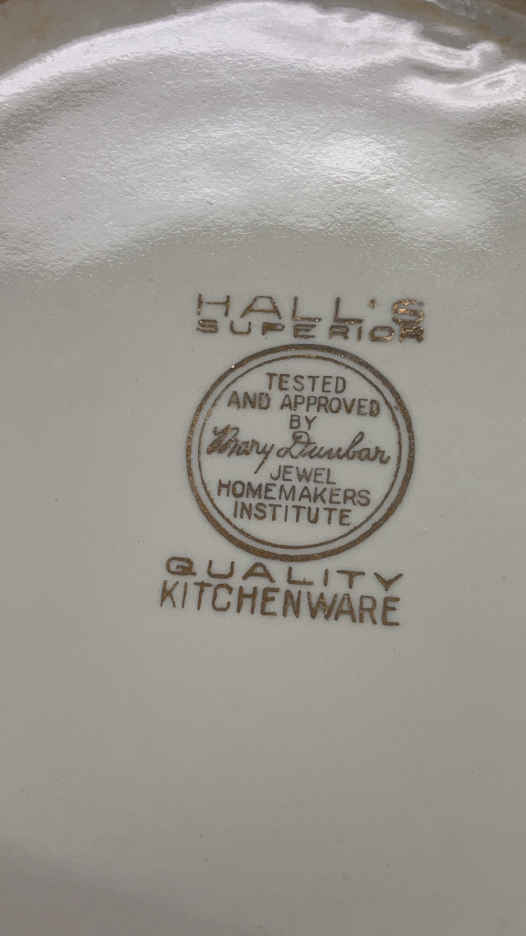 HALL'S
SUPERIOR
TESTED
AND APPROVED
BY
Mary Dunbar
JEWEL
HOMEMAKERS
INSTITUTE
QUALITY
KITCHENWARE